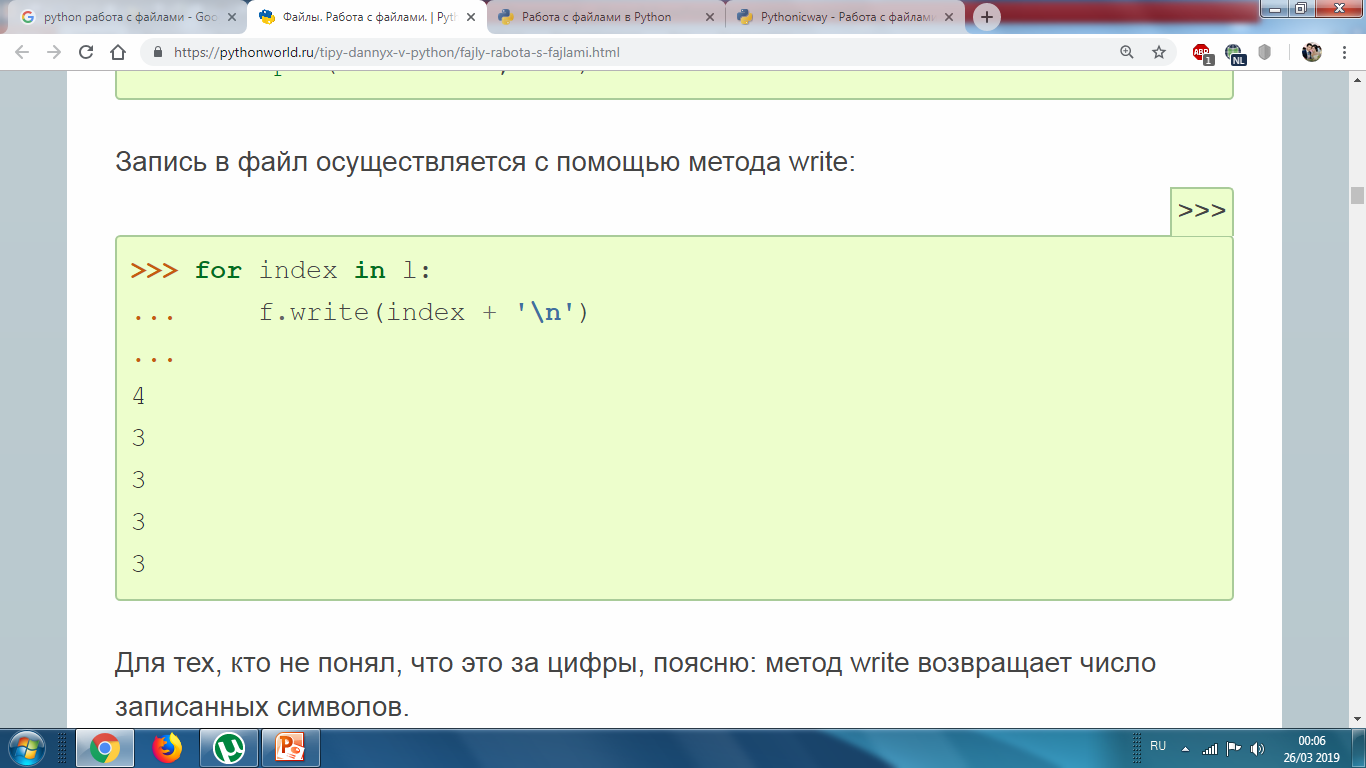 python работа с файлами - Goo
Файлы. Работа с файлами. | Pyth
Работа с файлами в Python
Pythonicway - Работа с файлами
https://pythonworld.ru/tipy-dannyx-v-python/fajly-rabota-s-fajlami.html
ABP
1
NL
Запись в файл осуществляется с помощью метода write:
>>>
>>> for index in l:
...     f.write(index + '\n')
...
4
3
3
3
3
Для тех, кто не понял, что это за цифры, поясню: метод write возвращает число
записанных символов.
RU
00:06
26/03 2019